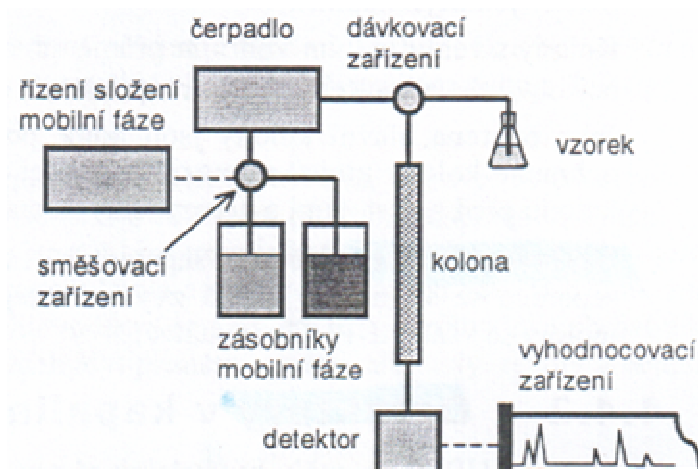 čerpadlo
dávkovací
zařízení
řízení složení
mobilní fáze
vzorek
směšovací
zařízení
kolona
zásobníky
mobilní fáze
vyhodnocovací
zařízení
detektor